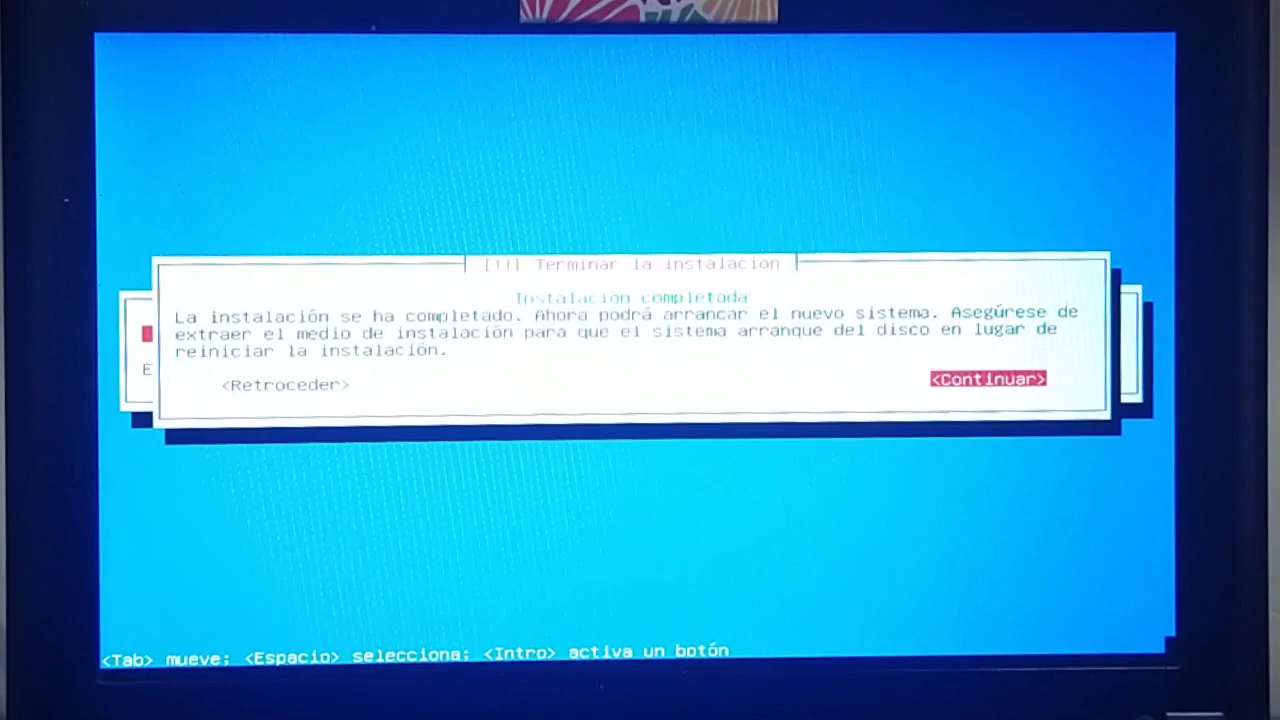 [!!] Terminar la instalación
Instalación completada
La instalación se ha completado. Ahora podrá arrancar el nuevo sistema. Asegúrese de
extraer el medio de instalación para que el sistema arranque del disco en lugar de
reiniciar la instalación.
E
<Retroceder>
<Continuar>
<Tab> mueve; <Espacio> selecciona; <Intro> activa un botón